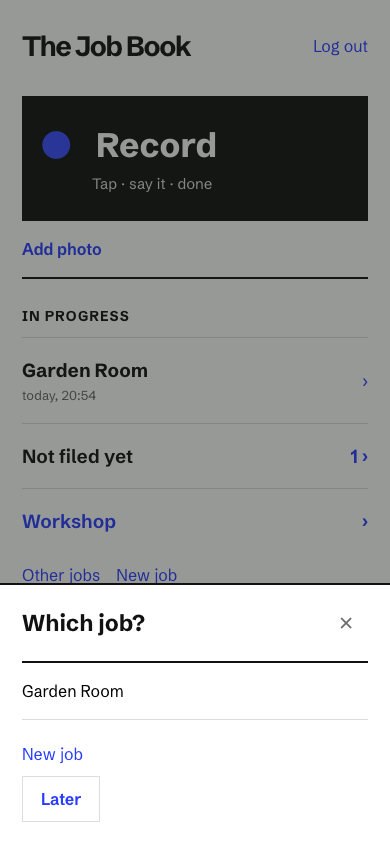 The Job Book
Log out
Record
Tap · say it · done
Add photo
IN PROGRESS
Garden Room
today, 20:54
›
Not filed yet
1 ›
Workshop
›
Other jobs New job
Which job?
×
Garden Room
New job
Later